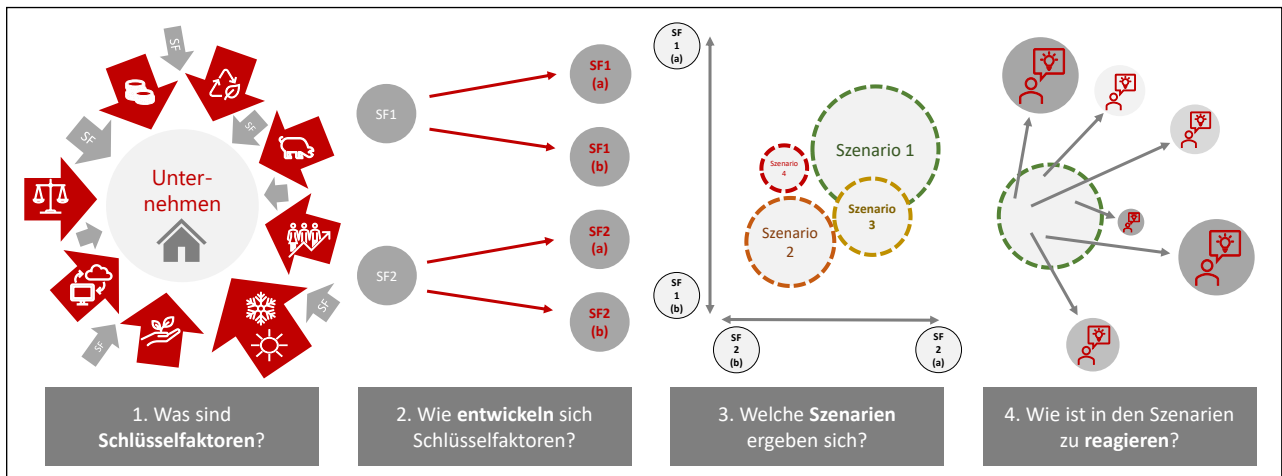 SF
SF
SF
SF
SF
Unter-
nehmen
1. Was sind
Schlüsselfaktoren?
SF1
SF1
(a)
SF1
(b)
SF2
SF2
(a)
SF2
(b)
2. Wie entwickeln sich
Schlüsselfaktoren?
SF
1
(a)
SF
1
(b)
SF
2
(b)
SF
2
(a)
Szenario 1
Szenario
4
Szenario
3
Szenario
2
3. Welche Szenarien
ergeben sich?
4. Wie ist in den Szenarien
zu reagieren?